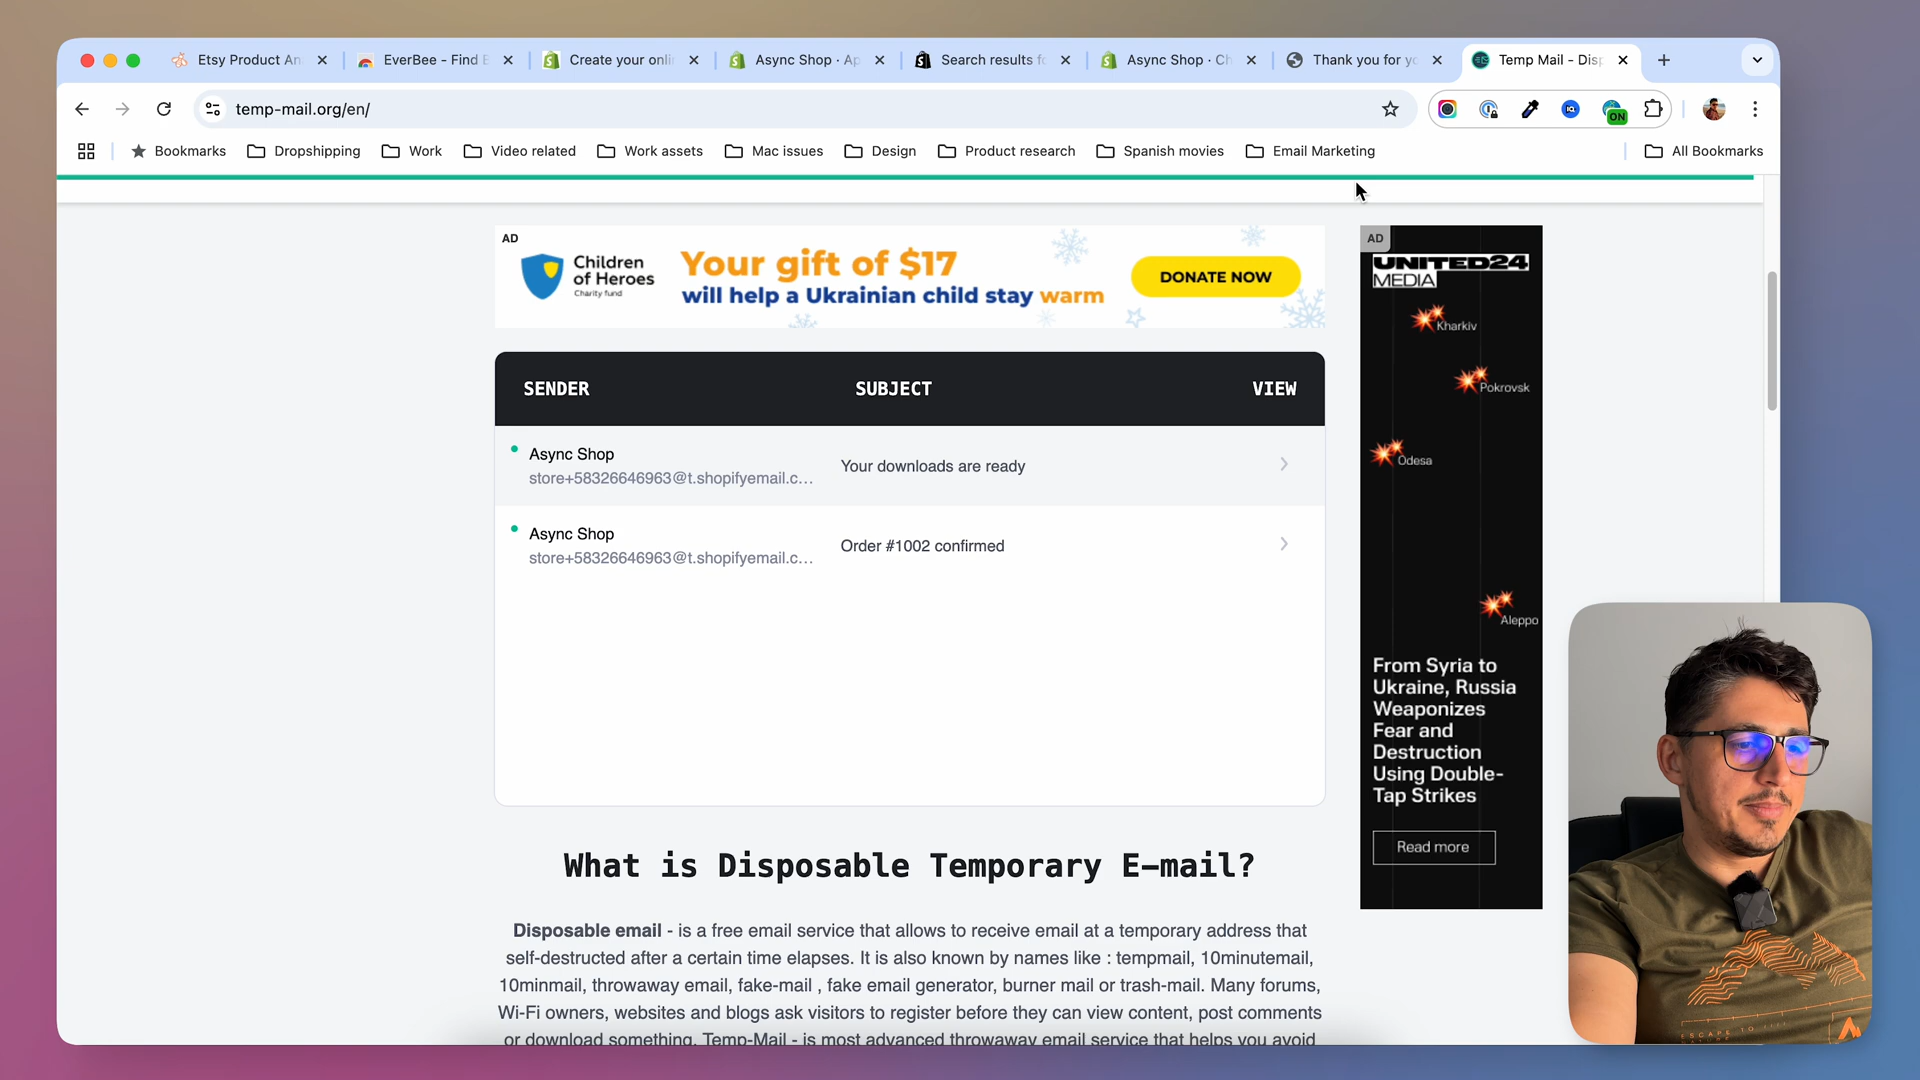 Etsy Product An
EverBee - Find E
Create your onli
Async Shop · Ap
Search results fo
Async Shop · Ch
Thank you for yo
Temp Mail - Disp
temp-mail.org/en/
ON
Bookmarks
Dropshipping
Work
Video related
Work assets
Mac issues
Design
Product research
Spanish movies
Email Marketing
All Bookmarks
AD
Children
of Heroes
Charity fund
Your gift of $17
will help a Ukrainian child stay warm
DONATE NOW
AD
UNITED24
MEDIA
Kharkiv
Pokrovsk
Odesa
Aleppo
From Syria to
Ukraine, Russia
Weaponizes
Fear and
Destruction
Using Double-
Tap Strikes
Read more
SENDER SUBJECT VIEW
Async Shop
store+58326646963@t.shopifyemail.c...
Your downloads are ready
Async Shop
store+58326646963@t.shopifyemail.c...
Order #1002 confirmed
What is Disposable Temporary E-mail?
Disposable email - is a free email service that allows to receive email at a temporary address that
self-destructed after a certain time elapses. It is also known by names like : tempmail, 10minutemail,
10minmail, throwaway email, fake-mail , fake email generator, burner mail or trash-mail. Many forums,
Wi-Fi owners, websites and blogs ask visitors to register before they can view content, post comments
or download something. Temp-Mail - is most advanced throwaway email service that helps you avoid
ESCAPE TO